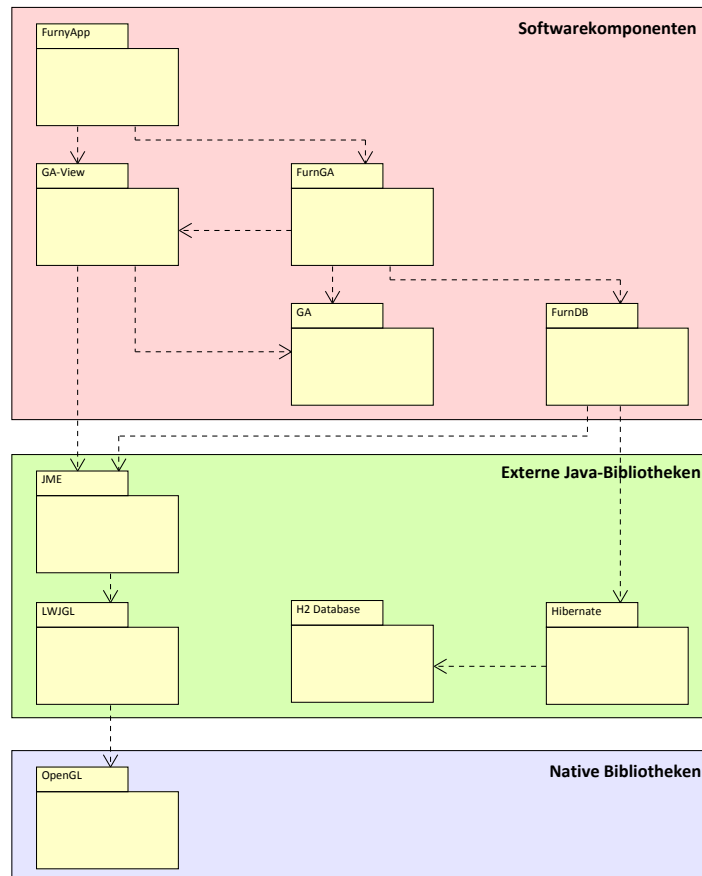 FurnyApp
Softwarekomponenten
GA-View
FurnGA
GA
FurnDB
Externe Java-Bibliotheken
JME
LWJGL
H2 Database
Hibernate
Native Bibliotheken
OpenGL